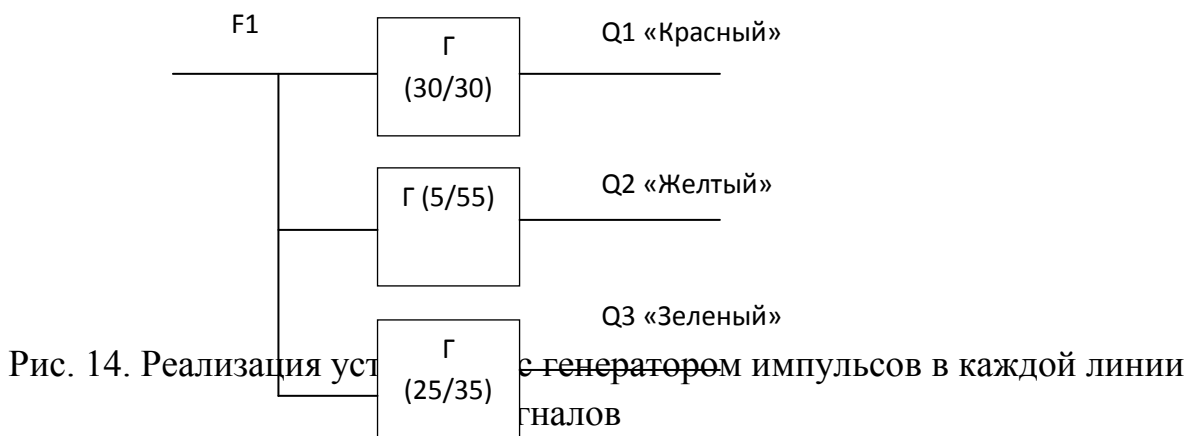 F1
Г
(30/30)
Q1 «Красный»
Г (5/55)
Q2 «Желтый»
Г
(25/35)
Q3 «Зеленый»
Рис. 14. Реализация с генератором импульсов в каждой линии